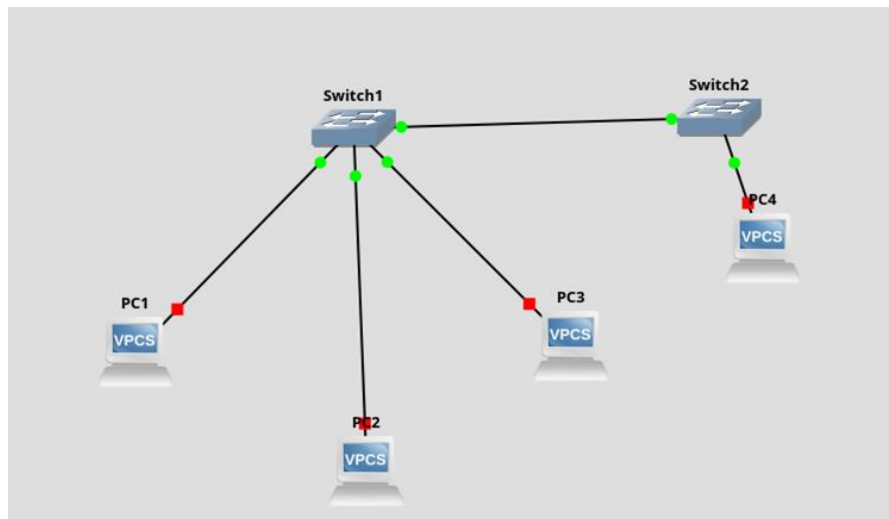 Switch1
Switch2
PC4
VPCS
PC1
PC3
VPCS
VPCS
PC2
VPCS